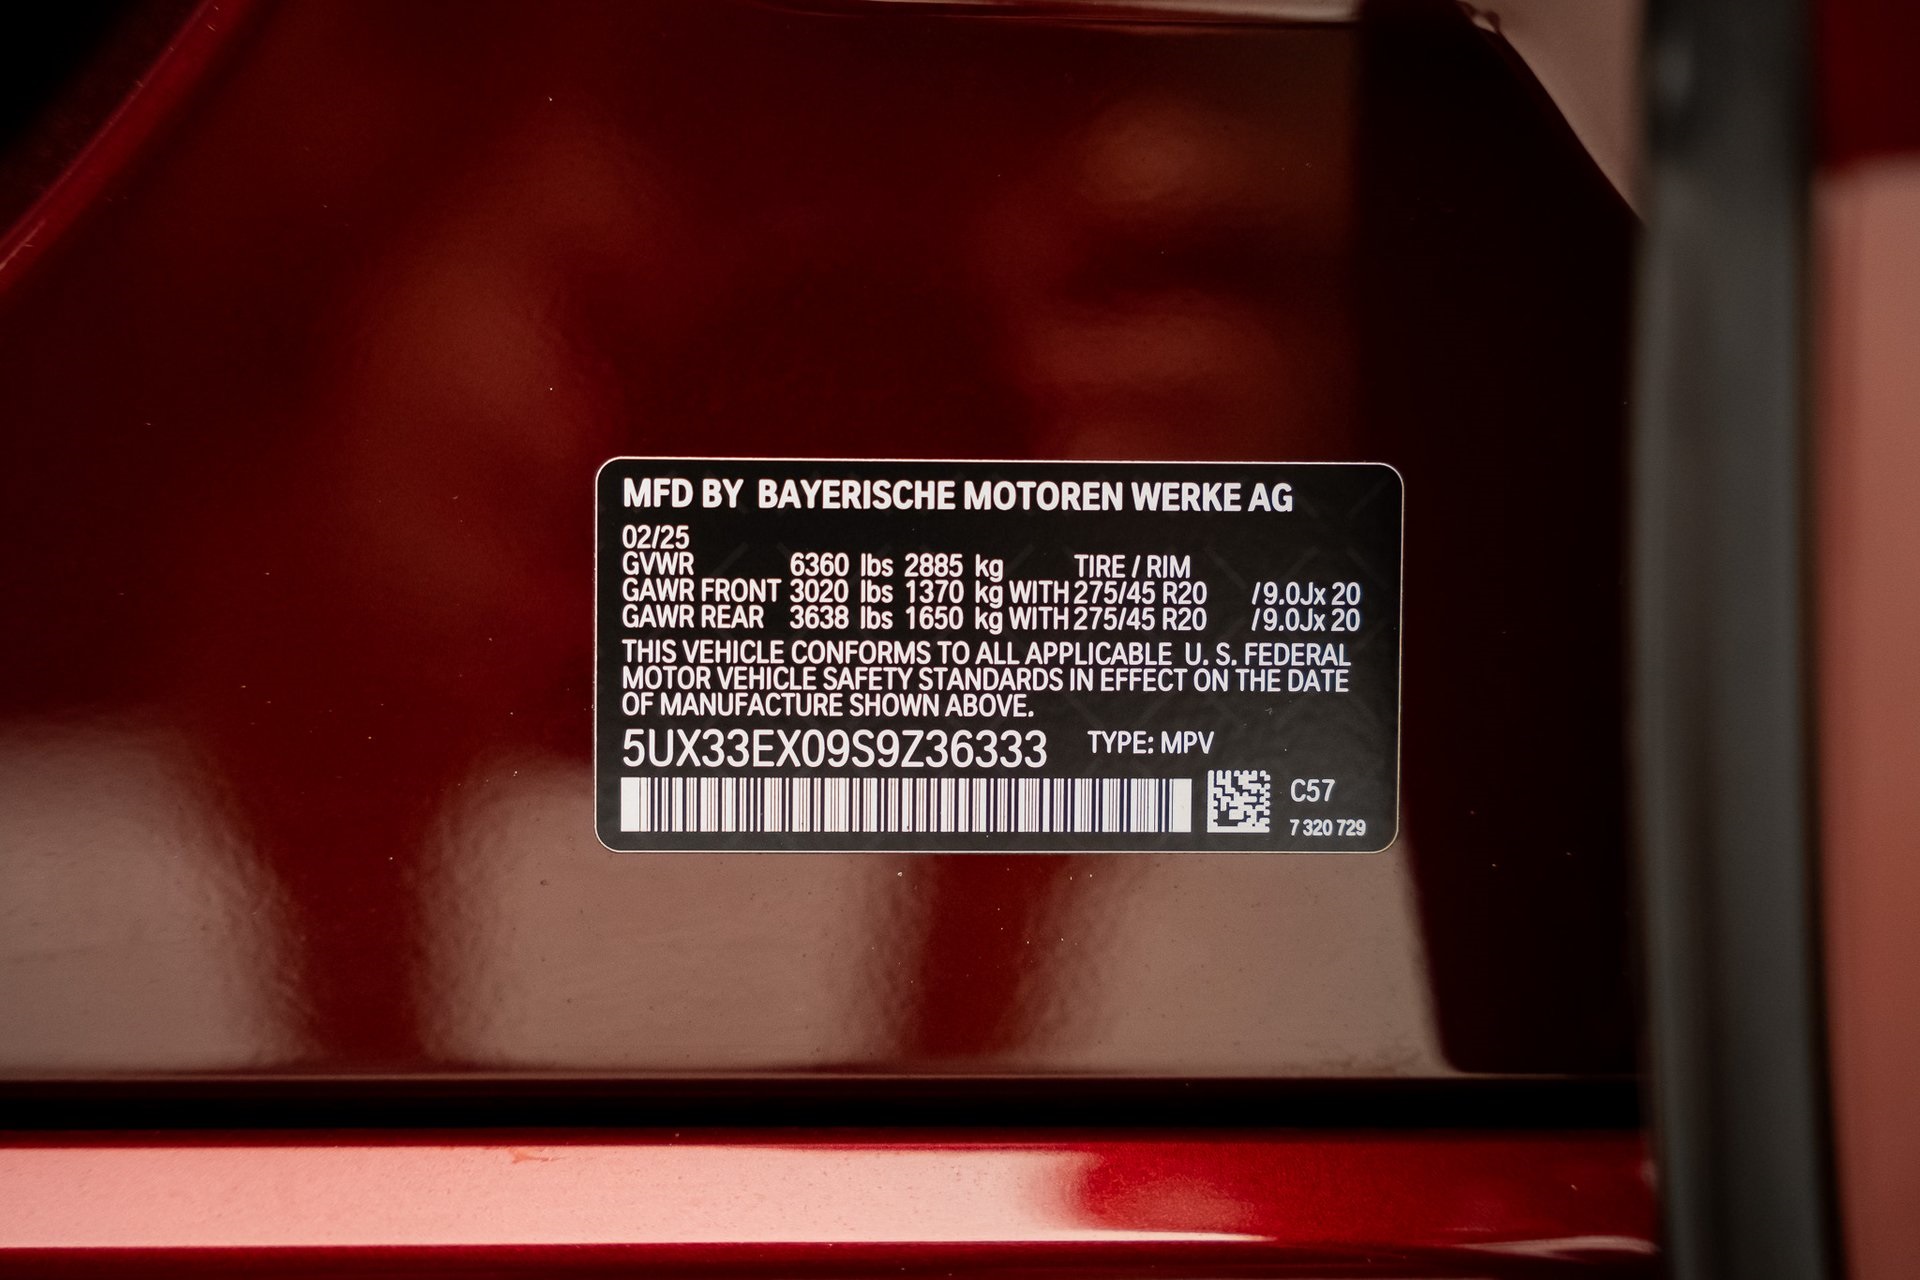 MFD BY BAYERISCHE MOTOREN WERKE AG
02/25
GVWR 6360 lbs 2885 kg TIRE / RIM
GAWR FRONT 3020 lbs 1370 kg WITH 275/45 R20 /9.0Jx 20
GAWR REAR 3638 lbs 1650 kg WITH 275/45 R20 /9.0Jx 20
THIS VEHICLE CONFORMS TO ALL APPLICABLE U. S. FEDERAL
MOTOR VEHICLE SAFETY STANDARDS IN EFFECT ON THE DATE
OF MANUFACTURE SHOWN ABOVE.
5UX33EX09S9Z36333 TYPE: MPV
C57
7 320 729